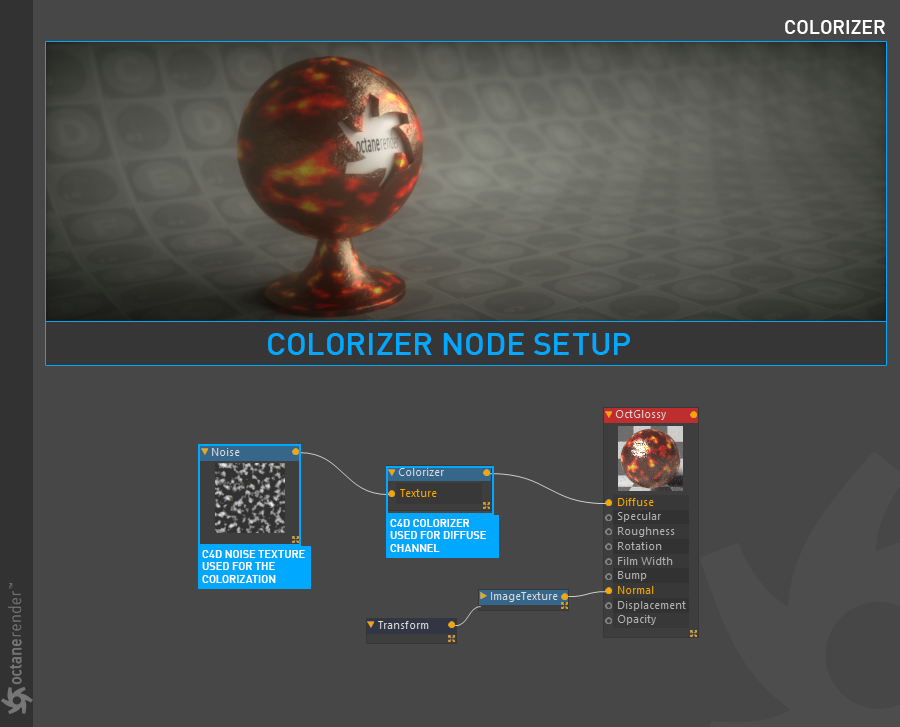 COLORIZER
octanerender
COLORIZER NODE SETUP
OctGlossy
Noise
Colorizer
Texture
C4D COLORIZER
USED FOR DIFFUSE
CHANNEL
C4D NOISE TEXTURE
USED FOR THE
COLORIZATION
Diffuse
Specular
Roughness
Rotation
Film Width
Bump
Normal
Displacement
Opacity
ImageTexture
Transform
octanerender™